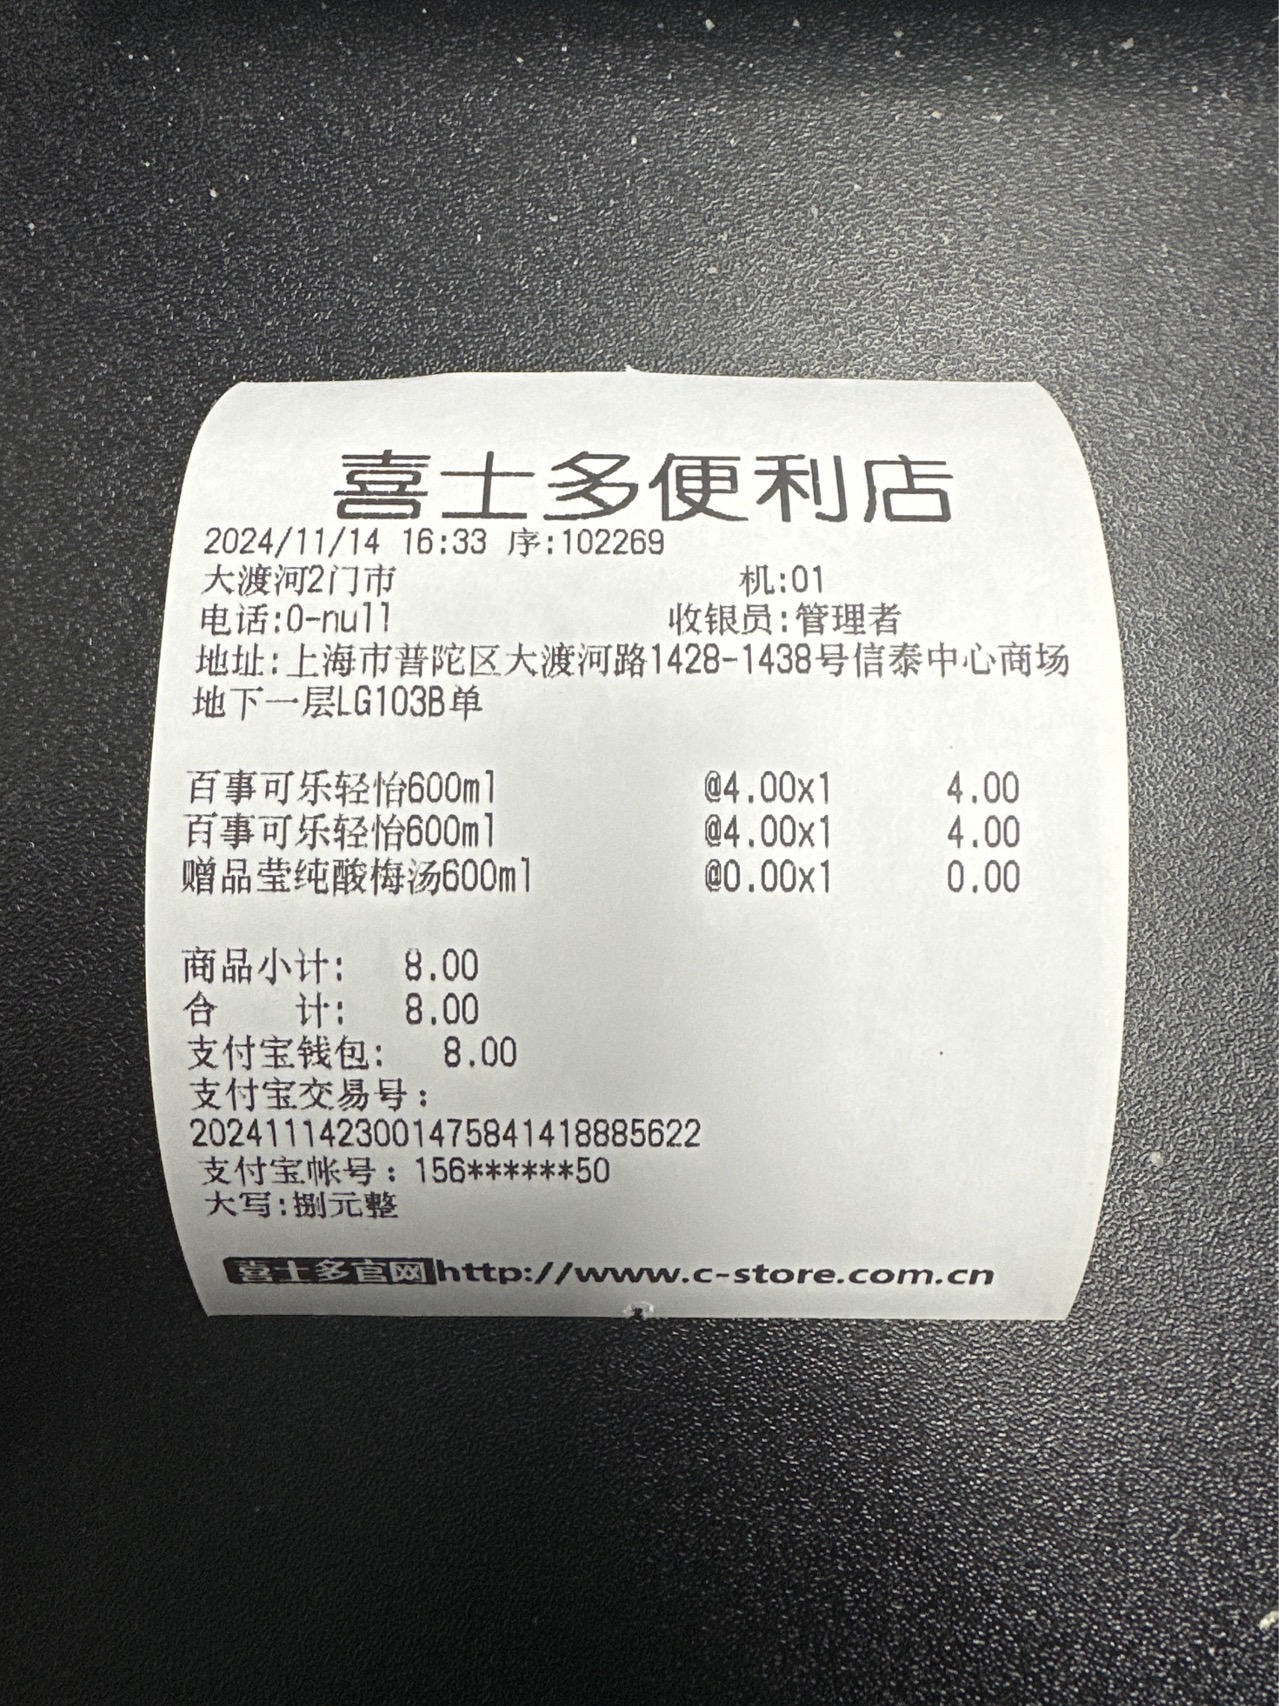 喜士多便利店
2024/11/14 16:33 序:102269
大渡河2门市 机:01
电话:0-null 收银员:管理者
地址:上海市普陀区大渡河路1428-1438号信泰中心商场
地下一层LG103B单
百事可乐轻怡600ml @4.00x1 4.00
百事可乐轻怡600ml @4.00x1 4.00
赠品莹纯酸梅汤600ml @0.00x1 0.00
商品小计: 8.00
合 计: 8.00
支付宝钱包: 8.00
支付宝交易号:
2024111423001475841418885622
支付宝帐号:156******50
大写:捌元整
喜士多官网http://www.c-store.com.cn